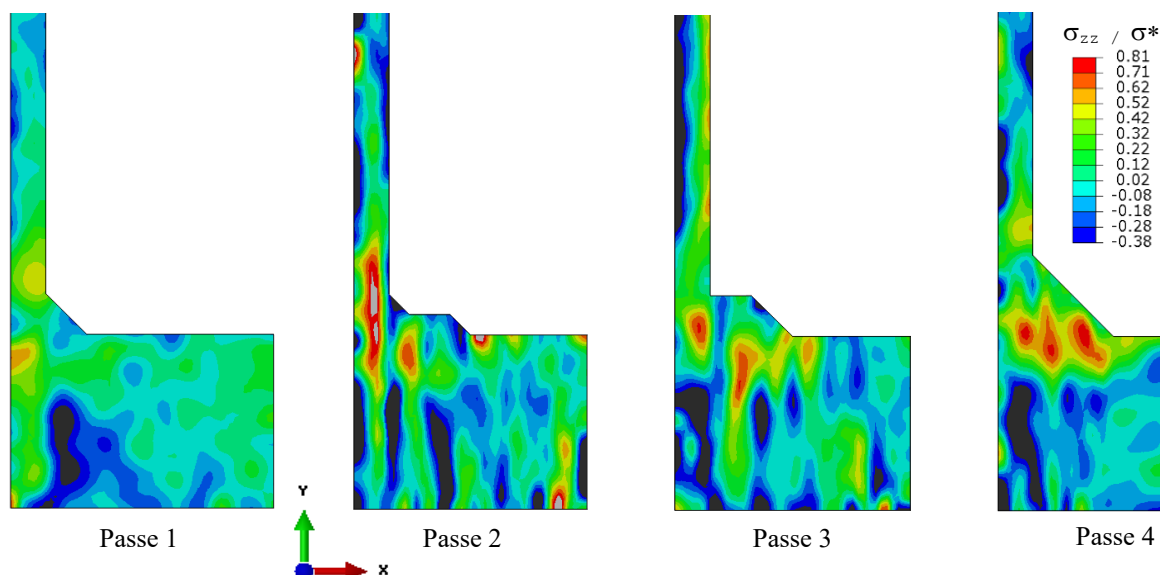 σzz / σ*
0.81
0.71
0.62
0.52
0.42
0.32
0.22
0.12
0.02
-0.08
-0.18
-0.28
-0.38
Y
X
Passe 1
Passe 2
Passe 3
Passe 4